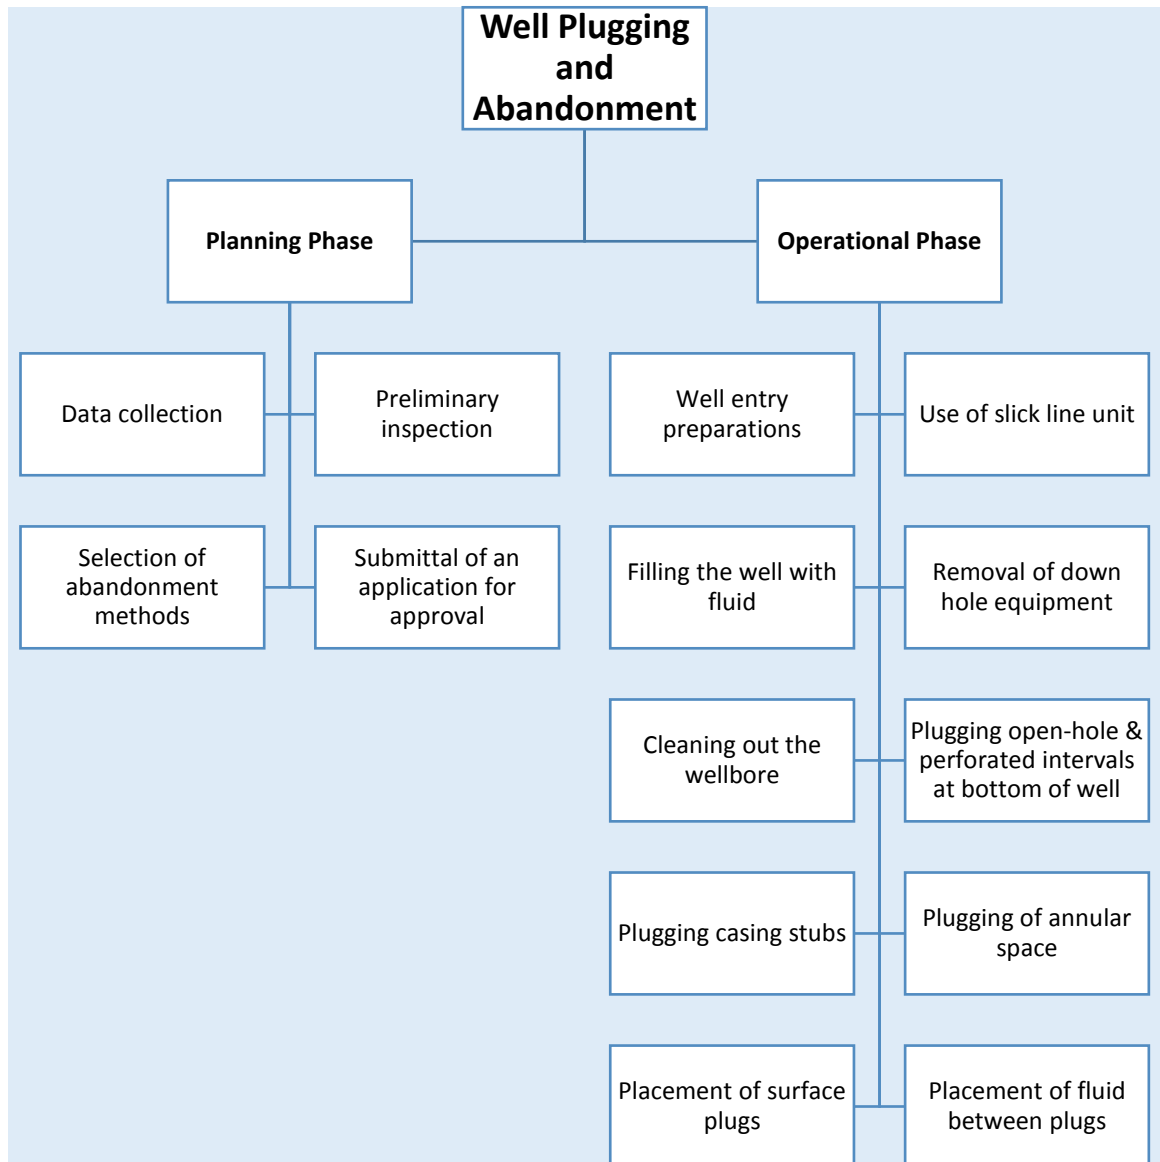 Well Plugging
and
Abandonment
Planning Phase
Operational Phase
Data collection
Preliminary
inspection
Selection of
abandonment
methods
Submittal of an
application for
approval
Well entry
preparations
Use of slick line unit
Filling the well with
fluid
Removal of down
hole equipment
Cleaning out the
wellbore
Plugging open-hole &
perforated intervals
at bottom of well
Plugging casing stubs
Plugging of annular
space
Placement of surface
plugs
Placement of fluid
between plugs